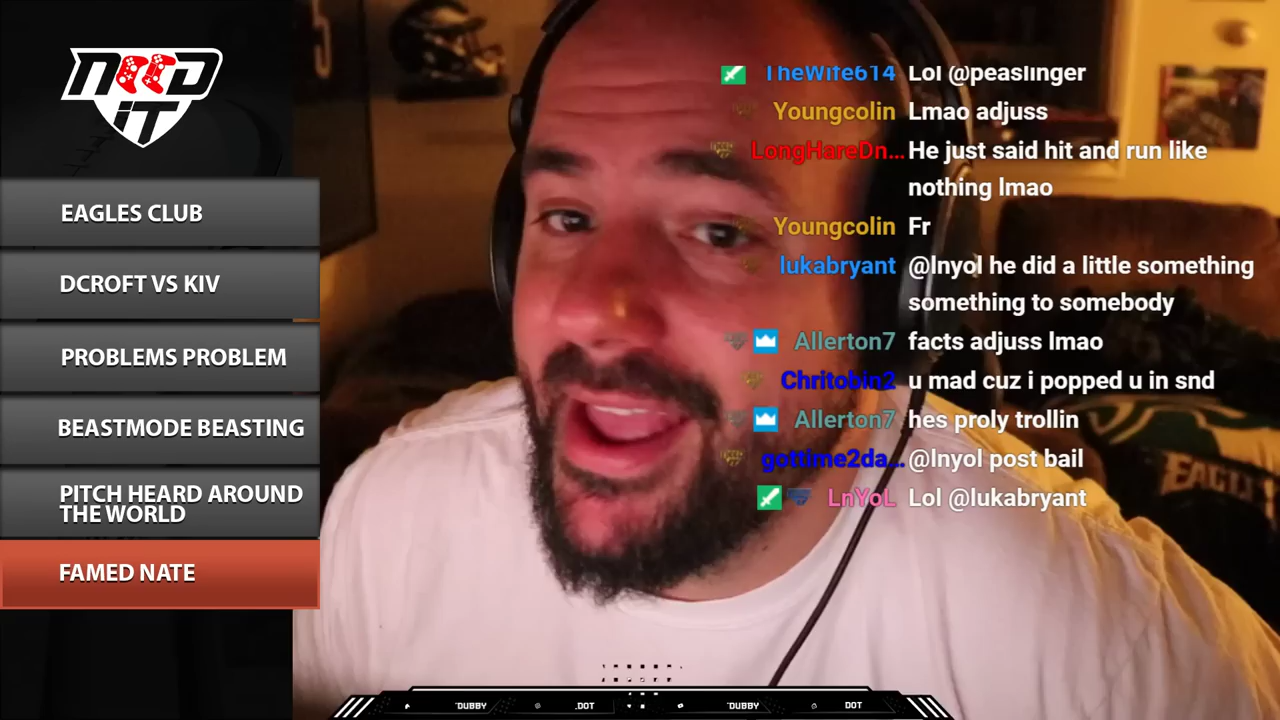 IT
EAGLES CLUB
DCROFT VS KIV
PROBLEMS PROBLEM
BEASTMODE BEASTING
PITCH HEARD AROUND
THE WORLD
FAMED NATE
TheWife614 Lol @peaslinger
Youngcolin Lmao adjuss
LongHareDn... He just said hit and run like
nothing lmao
Youngcolin Fr
lukabryant @lnyol he did a little something
something to somebody
Allerton7 facts adjuss lmao
Chritobin2 u mad cuz i popped u in snd
Allerton7 hes proly trollin
gottime2da... @lnyol post bail
LnYoL Lol @lukabryant
EAGLES
DUBBY .DOT DUBBY DOT